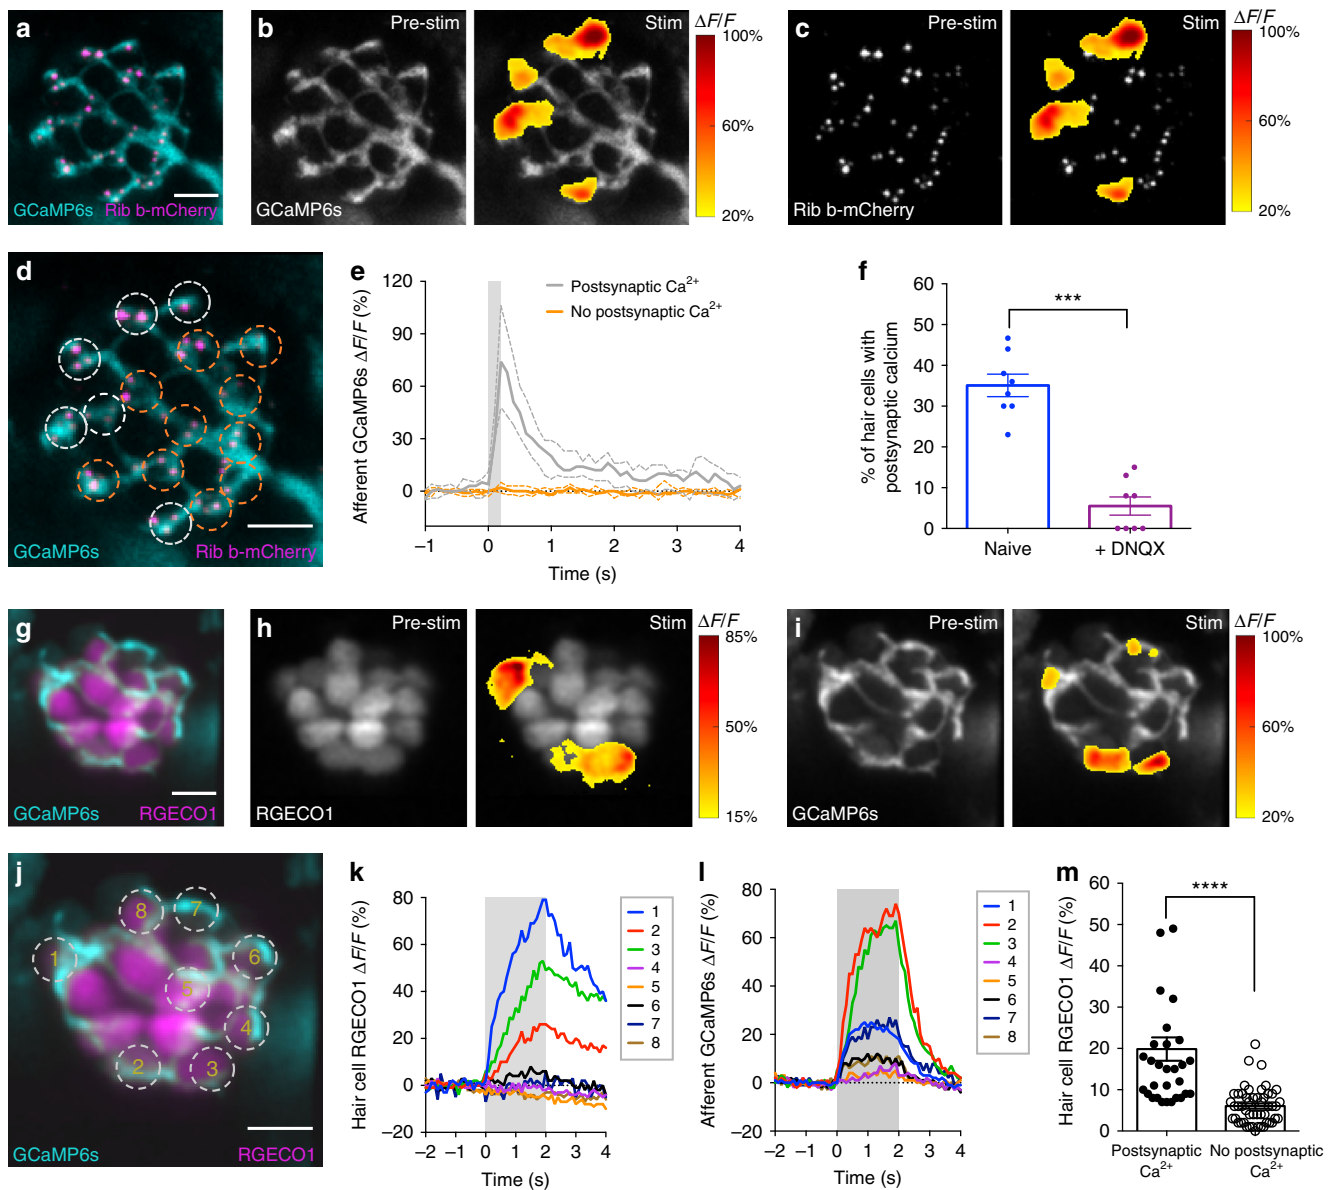 a
GCaMP6s Rib b-mCherry
b
Pre-stim
GCaMP6s
Stim
ΔF/F
100%
60%
20%
c
Pre-stim
Rib b-mCherry
Stim
ΔF/F
100%
60%
20%
d
GCaMP6s Rib b-mCherry
e
Afferent GCaMP6s ΔF/F (%)
120
90
60
30
0
−1 0 1 2 3 4
Time (s)
Postsynaptic Ca2+
No postsynaptic Ca2+
f
% of hair cells with
postsynaptic calcium
60
50
40
30
20
10
0
***
Naive + DNQX
g
GCaMP6s RGECO1
h
Pre-stim
RGECO1
Stim
ΔF/F
85%
50%
15%
i
Pre-stim
GCaMP6s
Stim
ΔF/F
100%
60%
20%
j
1
2
3
4
5
6
7
8
GCaMP6s RGECO1
k
Hair cell RGECO1 ΔF/F (%)
80
60
40
20
0
−20
−2 −1 0 1 2 3 4
Time (s)
1
2
3
4
5
6
7
8
l
Afferent GCaMP6s ΔF/F (%)
80
60
40
20
0
−20
−2 −1 0 1 2 3 4
Time (s)
1
2
3
4
5
6
7
8
m
Hair cell RGECO1 ΔF/F (%)
60
50
40
30
20
10
0
****
Postsynaptic
Ca2+
No postsynaptic
Ca2+